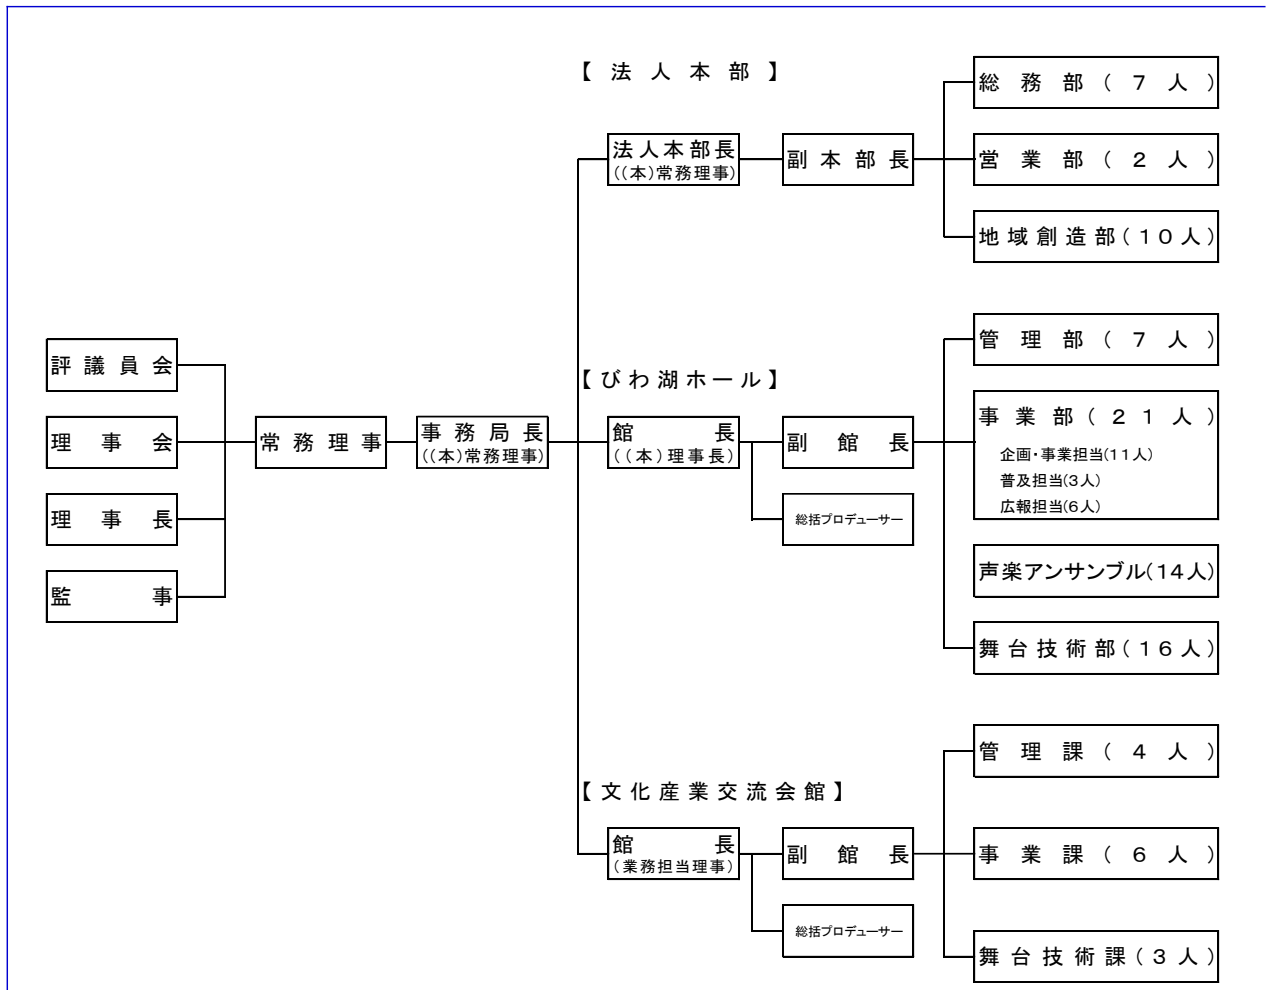 【法人本部】
総務部(7人)
法人本部長
((本)常務理事)
副本部長
営業部(2人)
地域創造部(10人)
評議員会
理事会
理事長
監事
常務理事
事務局長
((本)常務理事)
【びわ湖ホール】
館長
((本)理事長)
副館長
総括プロデューサー
管理部(7人)
事業部(21人)
企画・事業担当(11人)
普及担当(3人)
広報担当(6人)
声楽アンサンブル(14人)
舞台技術部(16人)
【文化産業交流会館】
館長
(業務担当理事)
副館長
総括プロデューサー
管理課(4人)
事業課(6人)
舞台技術課(3人)